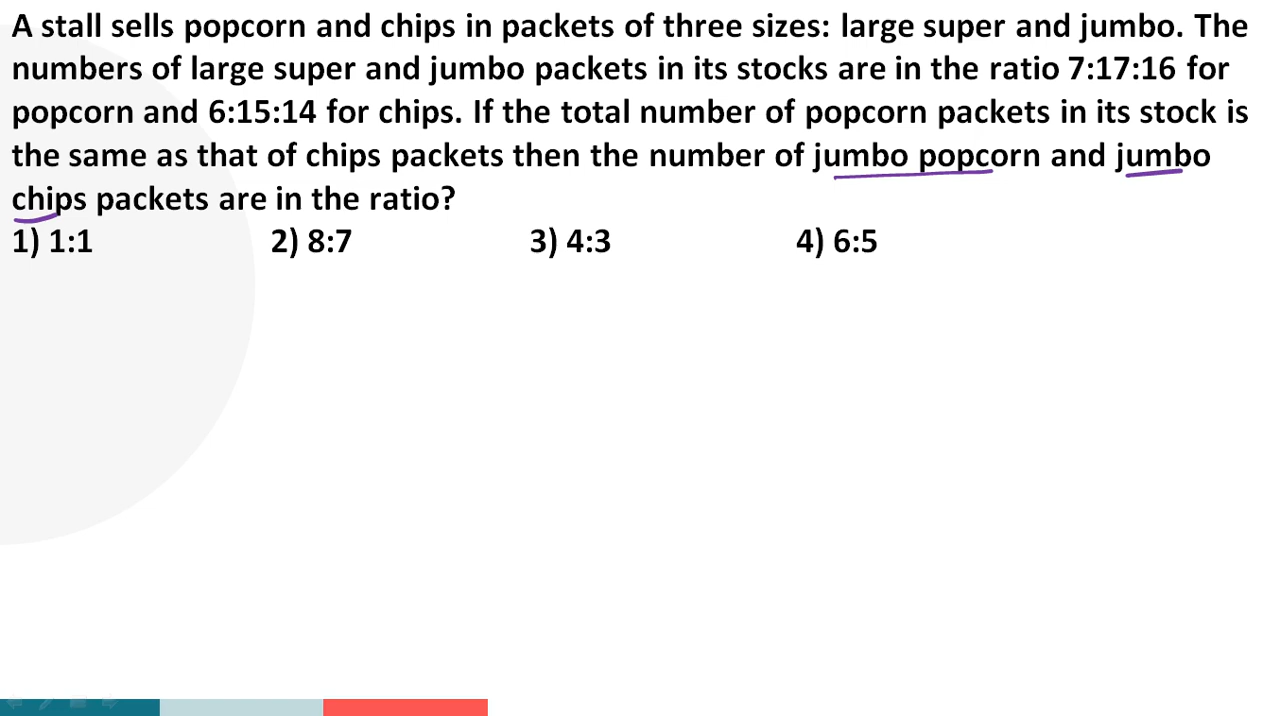 A stall sells popcorn and chips in packets of three sizes: large super and jumbo. The
numbers of large super and jumbo packets in its stocks are in the ratio 7:17:16 for
popcorn and 6:15:14 for chips. If the total number of popcorn packets in its stock is
the same as that of chips packets then the number of jumbo popcorn and jumbo
chips packets are in the ratio?
1) 1:1 2) 8:7 3) 4:3 4) 6:5